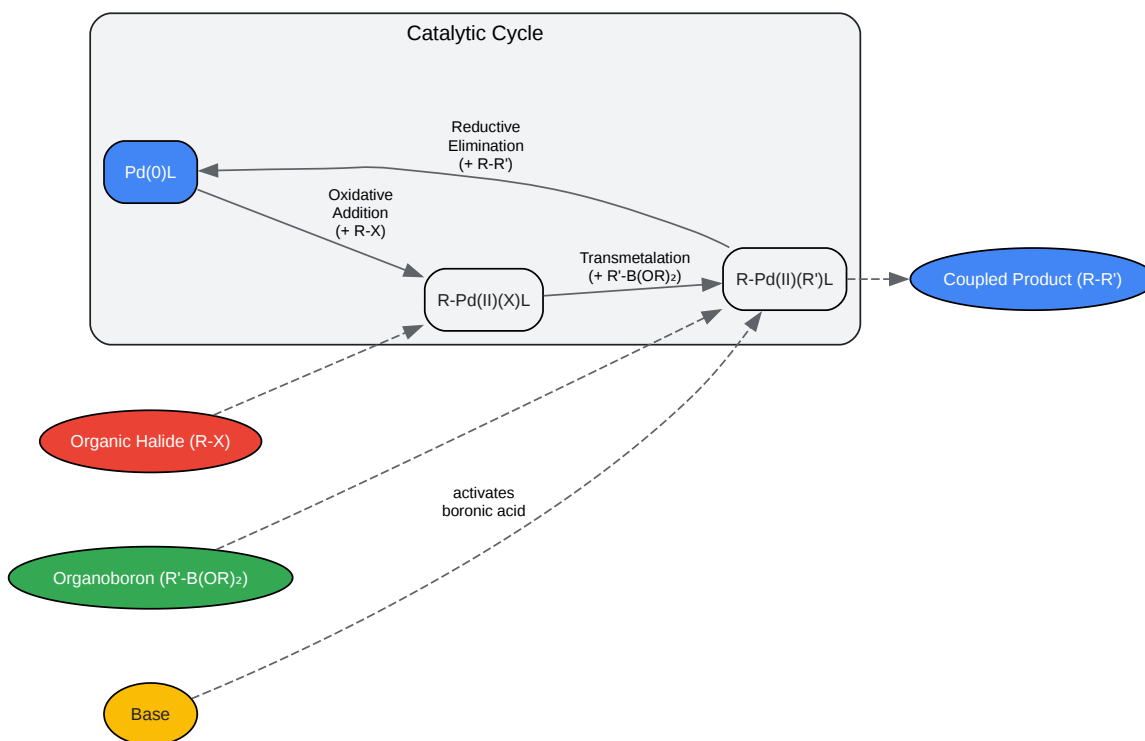 Catalytic Cycle
Reductive
Elimination
(+ R-R')
Pd(0)L
Oxidative
Addition
(+ R-X)
Transmetalation
(+ R'-B(OR)₂)
R-Pd(II)(X)L
R-Pd(II)(R')L
Coupled Product (R-R')
Organic Halide (R-X)
activates
boronic acid
Organoboron (R'-B(OR)₂)
Base